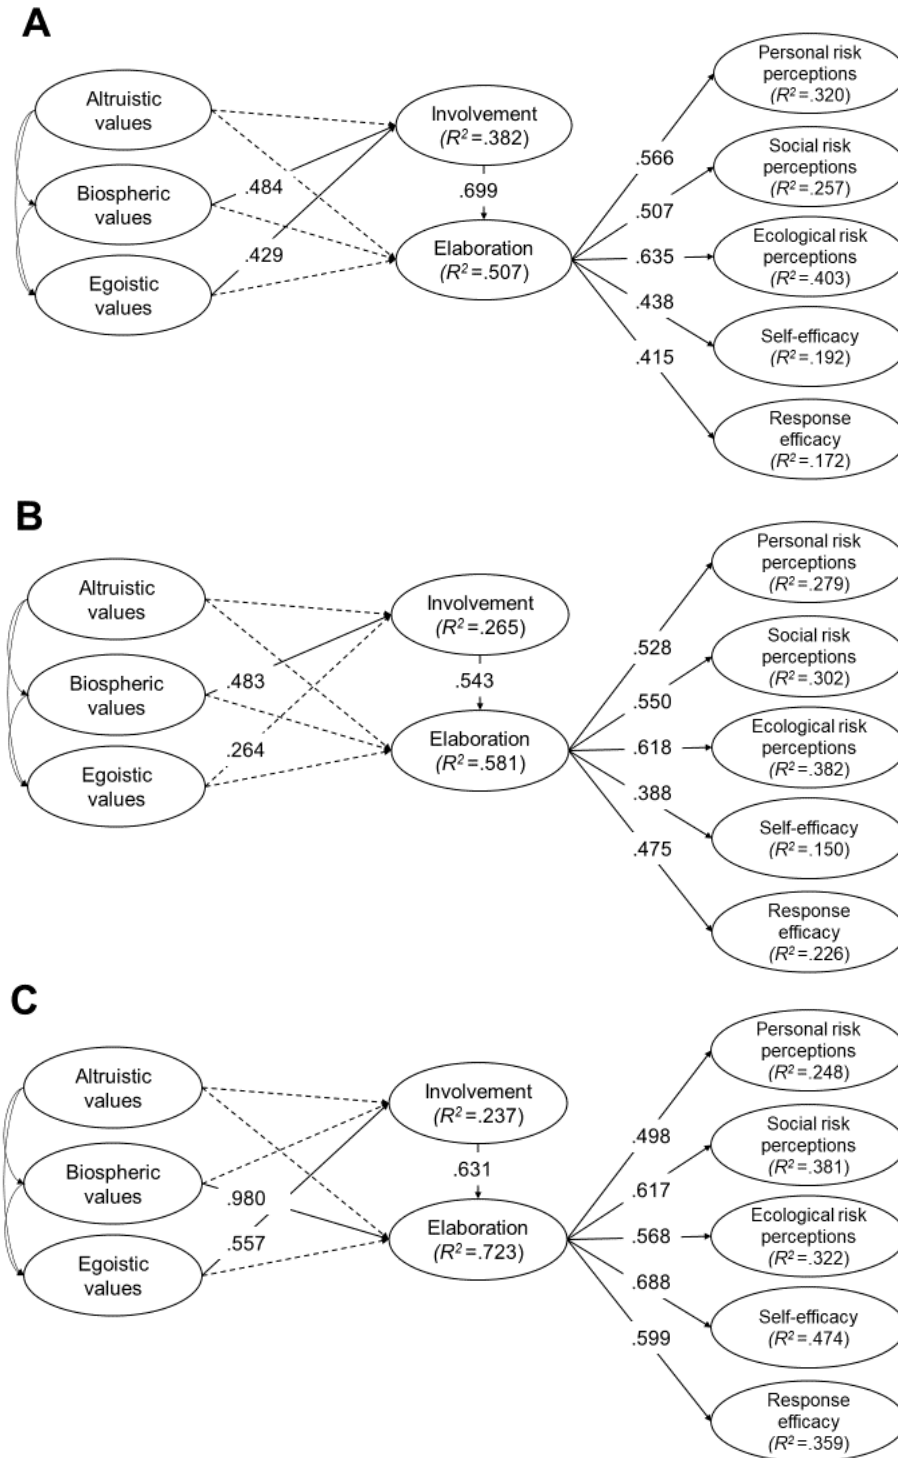 A
Altruistic
values
Biospheric
values
Egoistic
values
.484
.429
Involvement
(R²=.382)
.699
Elaboration
(R²=.507)
.566
.507
.635
.438
.415
Personal risk
perceptions
(R²=.320)
Social risk
perceptions
(R²=.257)
Ecological risk
perceptions
(R²=.403)
Self-efficacy
(R²=.192)
Response
efficacy
(R²=.172)
B
Altruistic
values
Biospheric
values
Egoistic
values
.483
.264
Involvement
(R²=.265)
.543
Elaboration
(R²=.581)
.528
.550
.618
.388
.475
Personal risk
perceptions
(R²=.279)
Social risk
perceptions
(R²=.302)
Ecological risk
perceptions
(R²=.382)
Self-efficacy
(R²=.150)
Response
efficacy
(R²=.226)
C
Altruistic
values
Biospheric
values
Egoistic
values
.980
.557
Involvement
(R²=.237)
.631
Elaboration
(R²=.723)
.498
.617
.568
.688
.599
Personal risk
perceptions
(R²=.248)
Social risk
perceptions
(R²=.381)
Ecological risk
perceptions
(R²=.322)
Self-efficacy
(R²=.474)
Response
efficacy
(R²=.359)